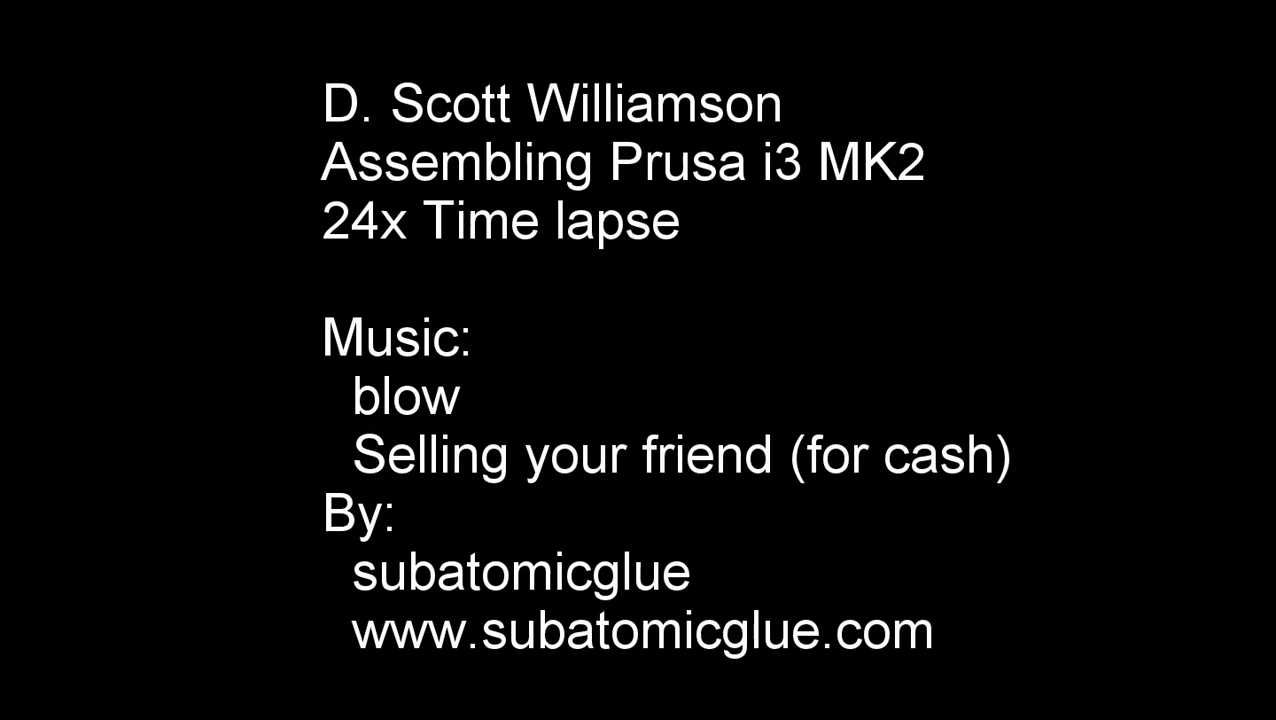 D. Scott Williamson
Assembling Prusa i3 MK2
24x Time lapse
Music:
blow
Selling your friend (for cash)
By:
subatomicglue
www.subatomicglue.com